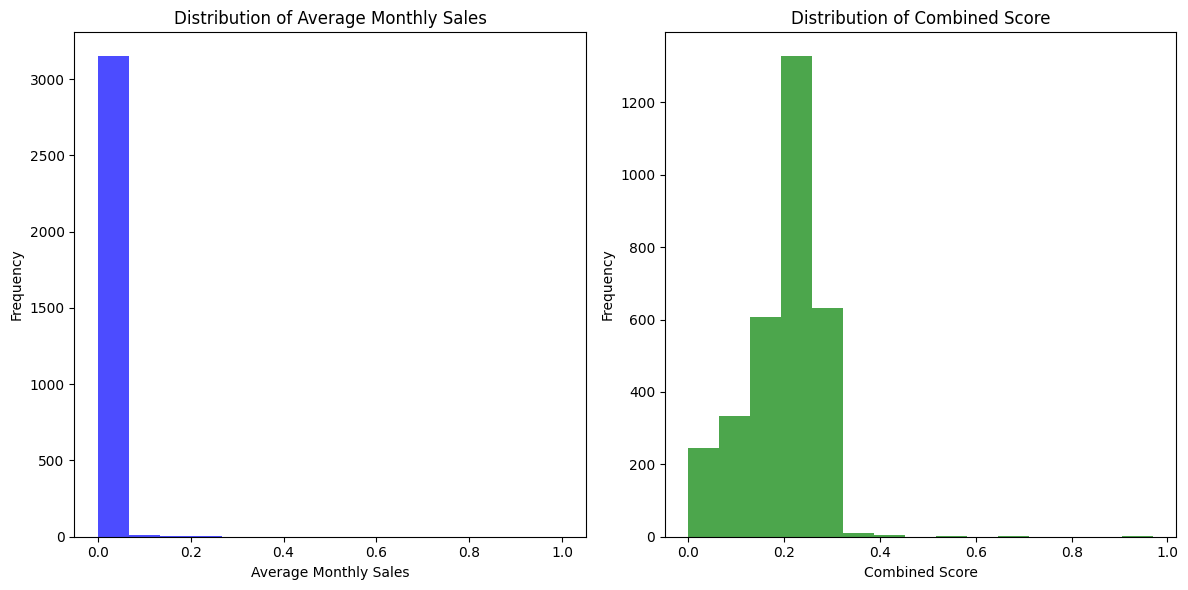 Distribution of Average Monthly Sales
3000
2500
2000
1500
1000
500
0
Frequency
0.0 0.2 0.4 0.6 0.8 1.0
Average Monthly Sales
Distribution of Combined Score
1200
1000
800
600
400
200
0
Frequency
0.0 0.2 0.4 0.6 0.8 1.0
Combined Score